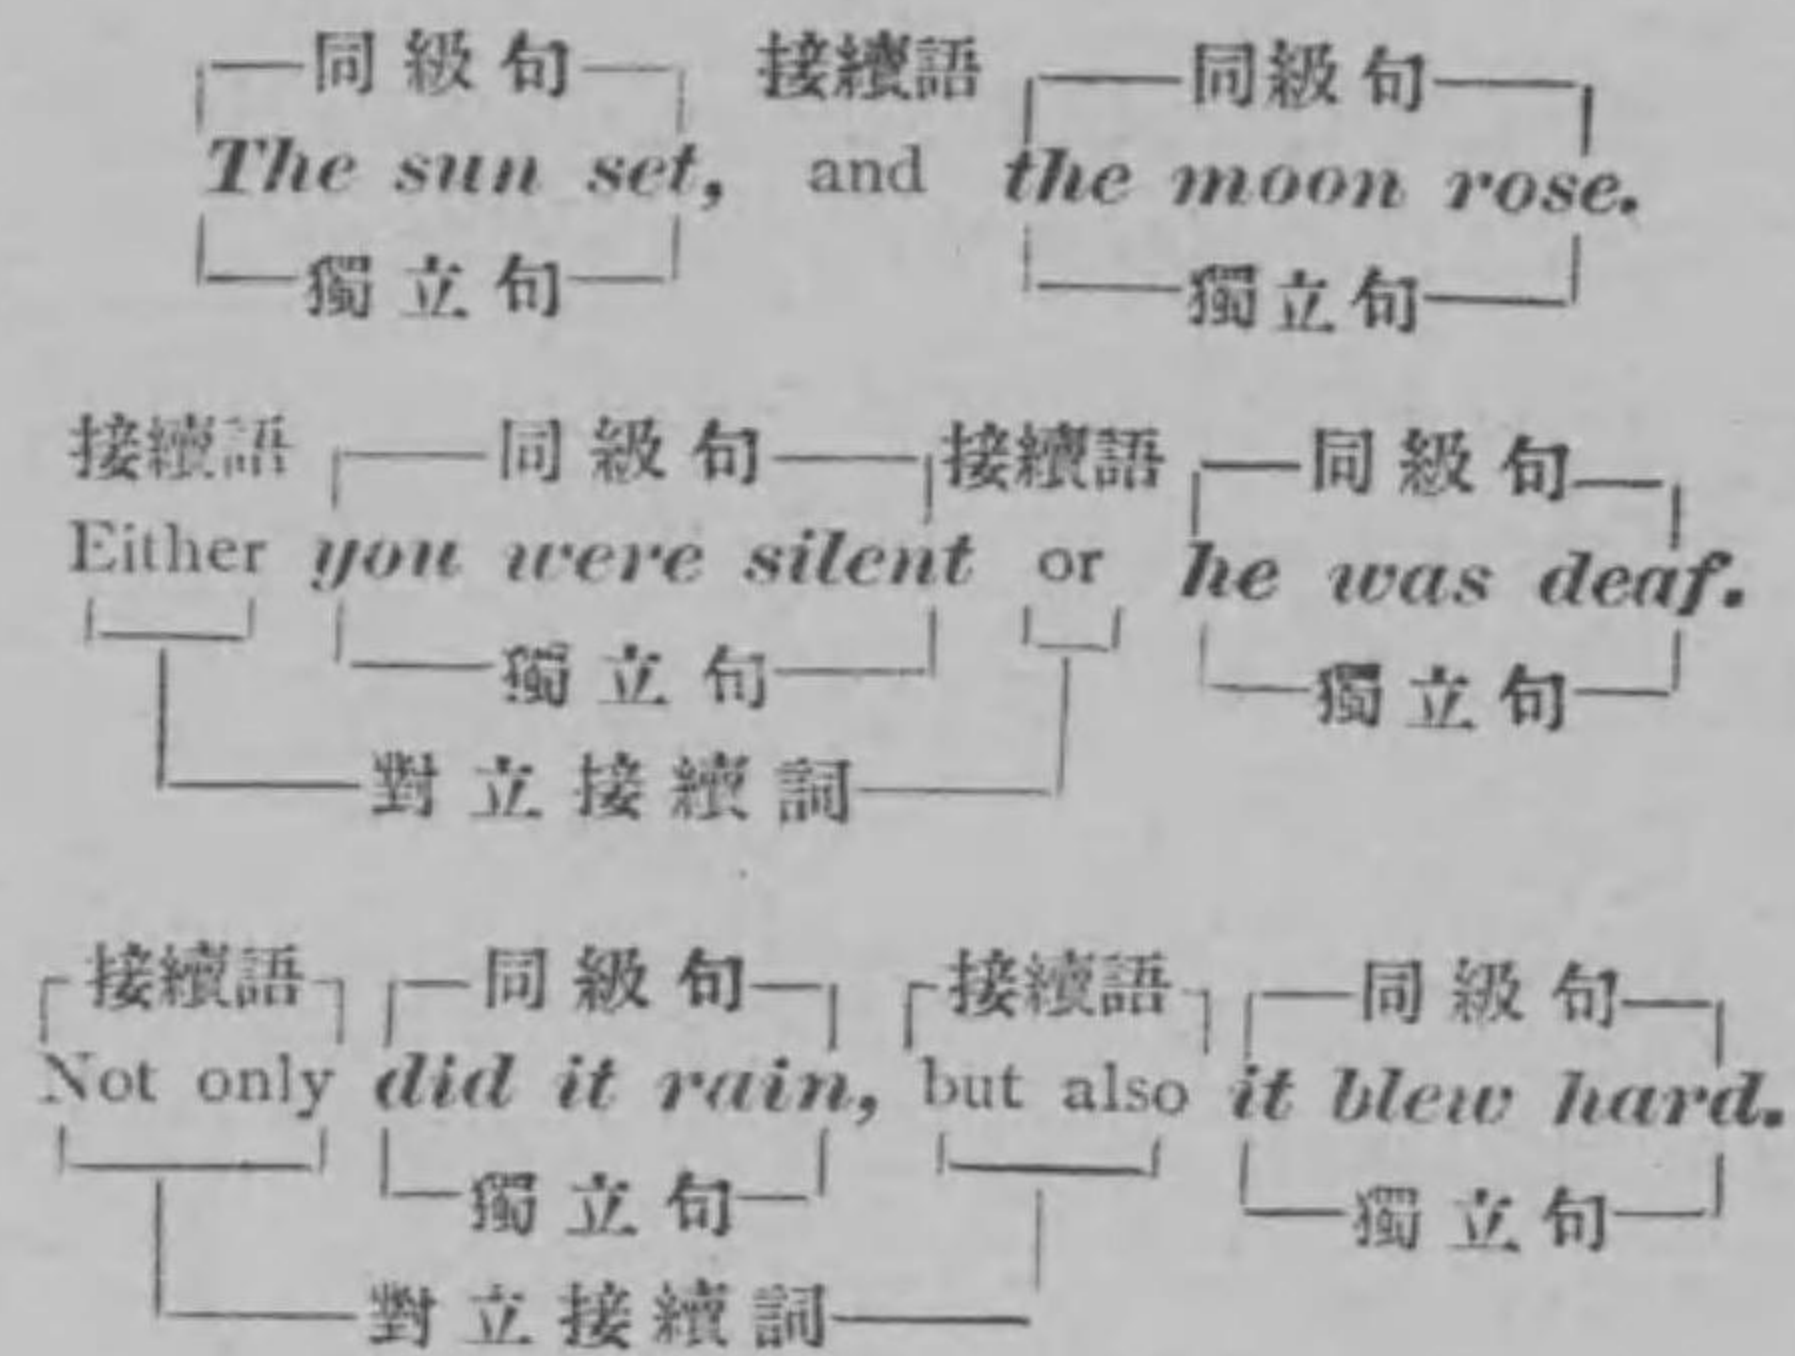 同級句 接續語 同級句
The sun set, and the moon rose.
獨立句 獨立句
接續語 同級句 接續語 同級句
Either you were silent or he was deaf.
獨立句 獨立句
對立接續詞
接續語 同級句 接續語 同級句
Not only did it rain, but also it blew hard.
獨立句 獨立句
對立接續詞